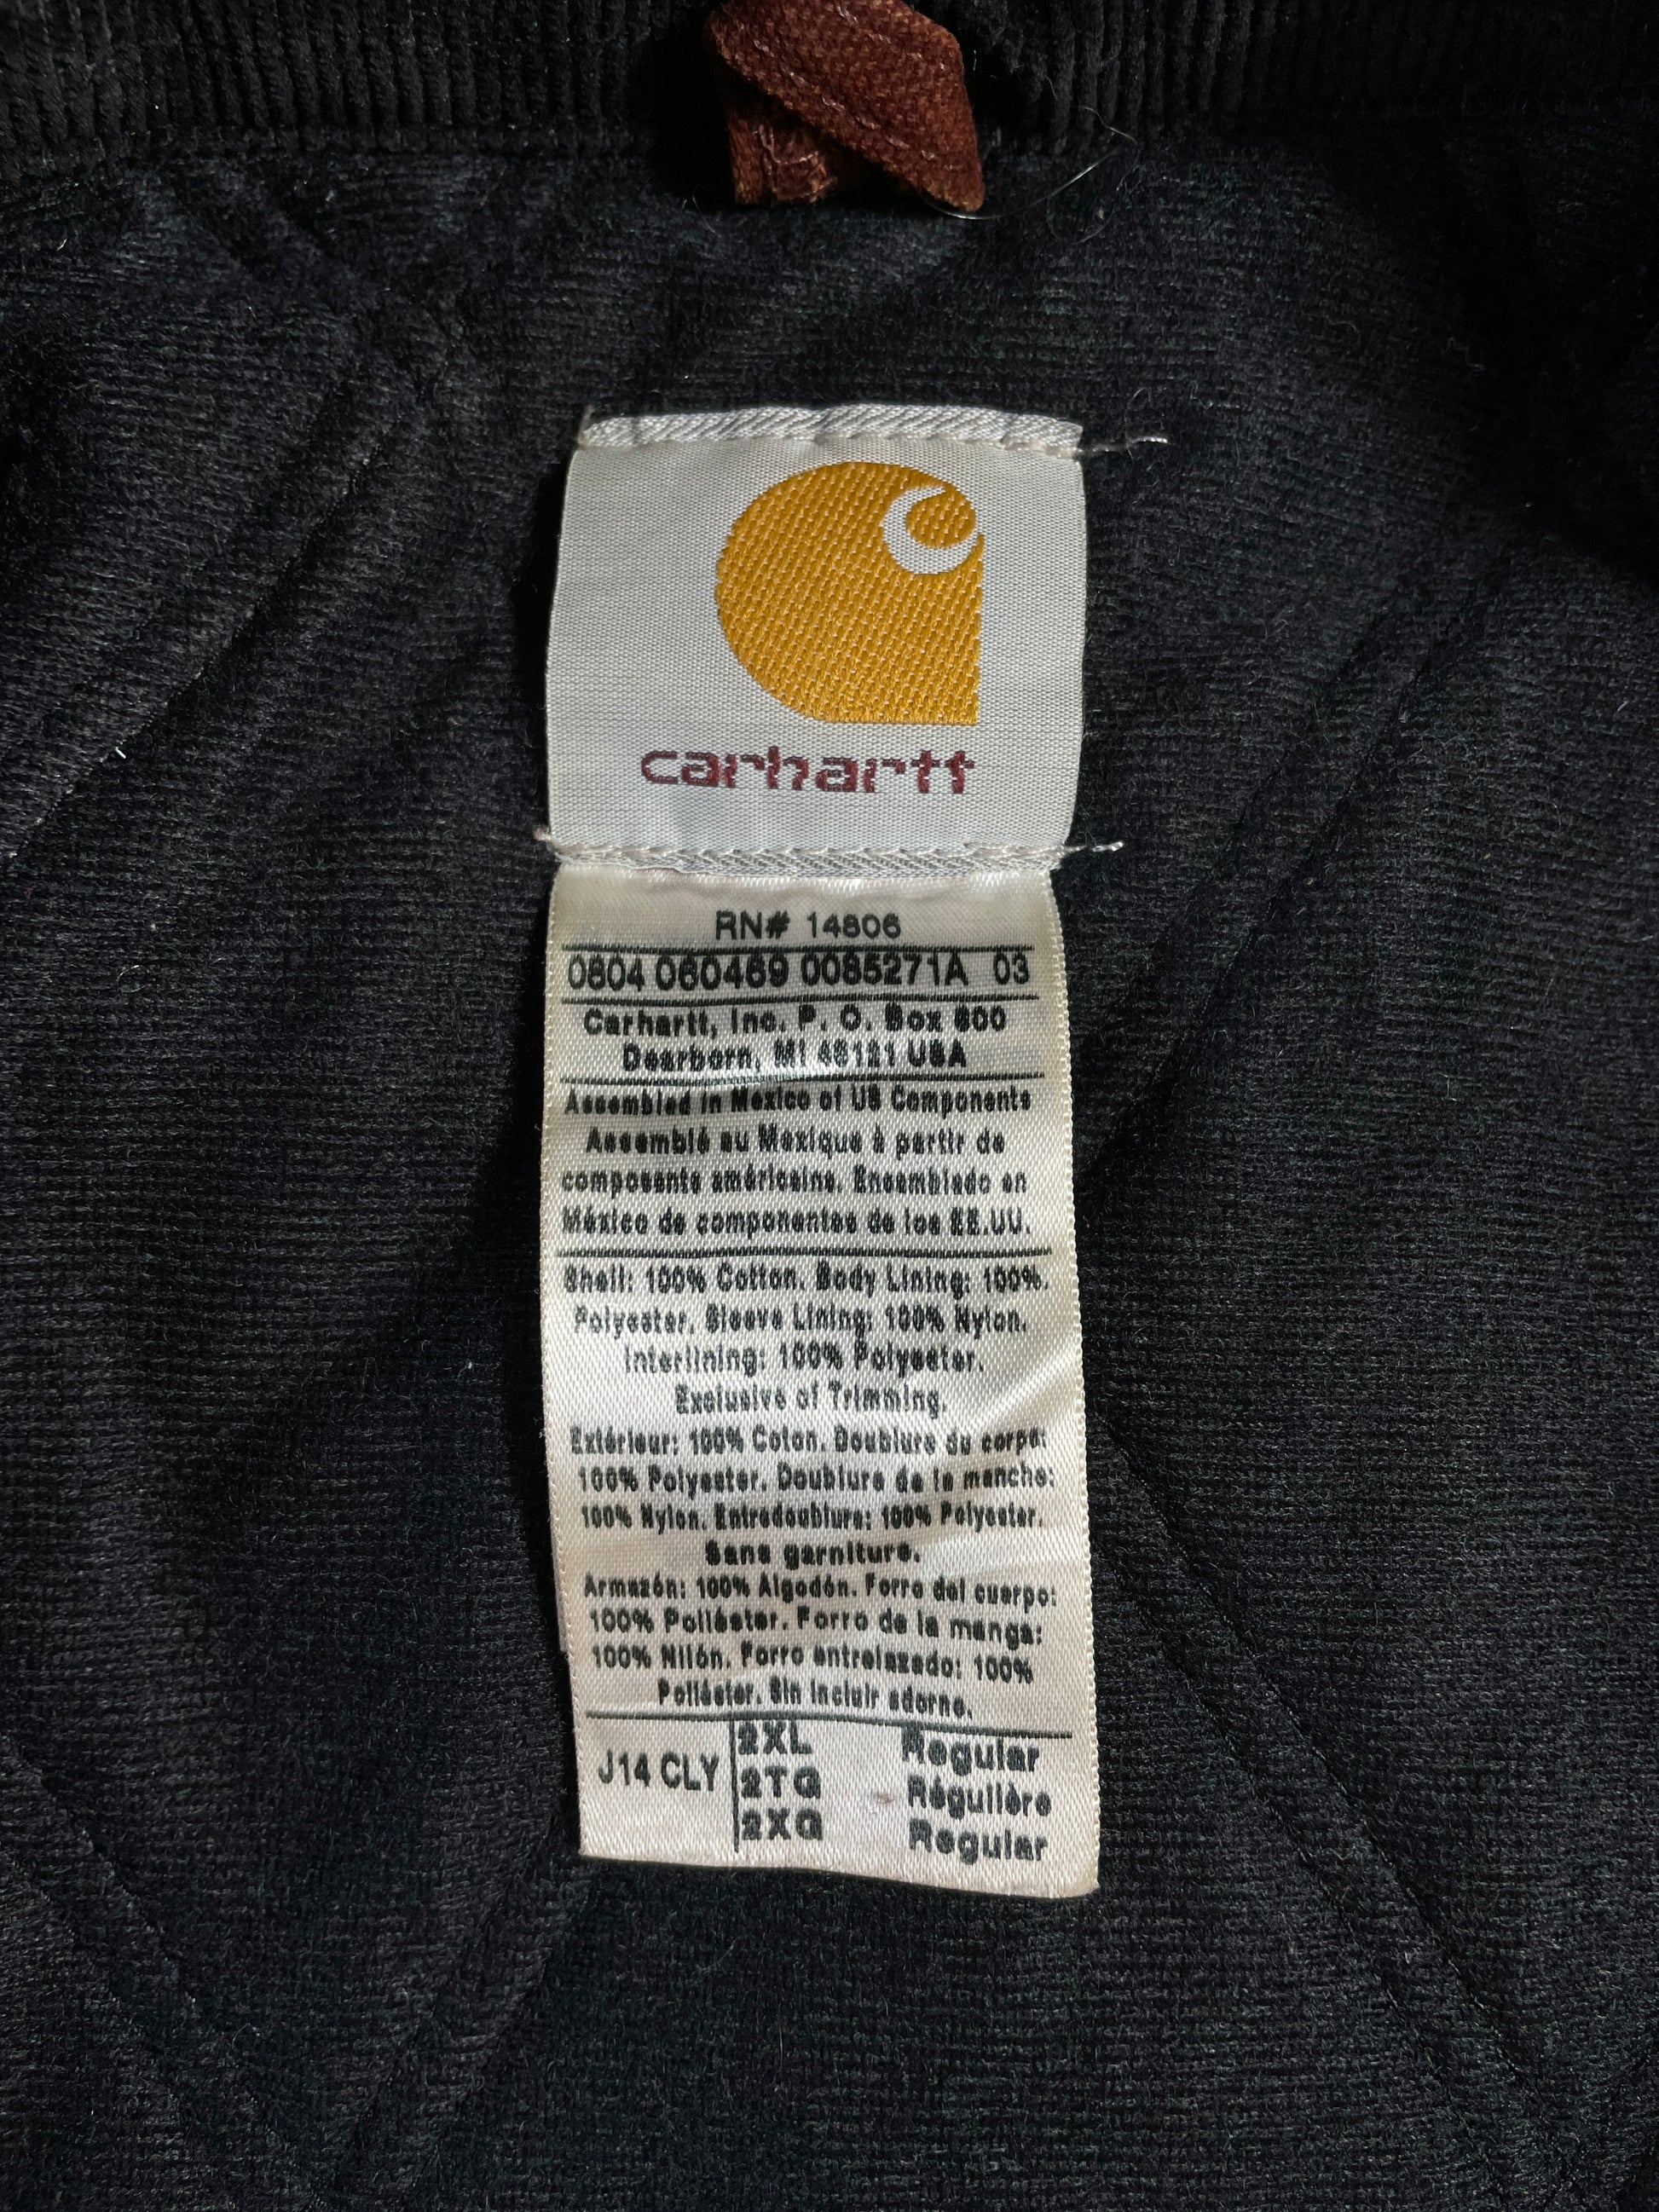 carhartt
RN# 14806
0804 060469 0085271A 03
Carhartt, Inc. P. O. Box 600
Dearborn, MI 48121 USA
Assembled in Mexico of US Components
Assemblé au Mexique à partir de
composants américains. Ensamblado en
México de componentes de los EE.UU.
Shell: 100% Cotton. Body Lining: 100%
Polyester. Sleeve Lining: 100% Nylon.
Interlining: 100% Polyester.
Exclusive of Trimming.
Extérieur: 100% Coton. Doublure du corps:
100% Polyester. Doublure de la manche:
100% Nylon. Entredoublure: 100% Polyester.
Sans garniture.
Armazón: 100% Algodón. Forro del cuerpo:
100% Poliéster. Forro de la manga:
100% Nilón. Forro entrelazado: 100%
Poliéster. Sin incluir adorno.
J14 CLY 2XL Regular
2TG Régulière
2XG Regular